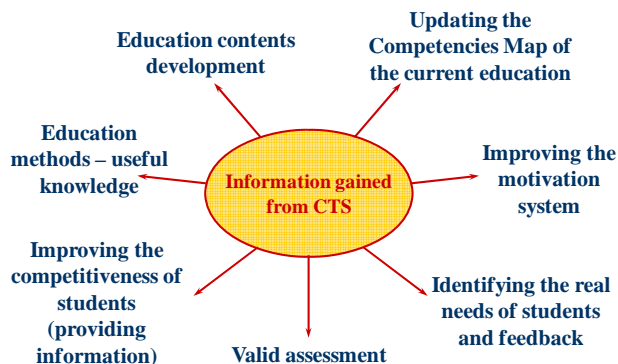 Education contents
development
Updating the
Competencies Map of
the current education
Education
methods – useful
knowledge
Information gained
from CTS
Improving the
motivation
system
Improving the
competitiveness of
students
(providing
information)
Valid assessment
Identifying the real
needs of students
and feedback